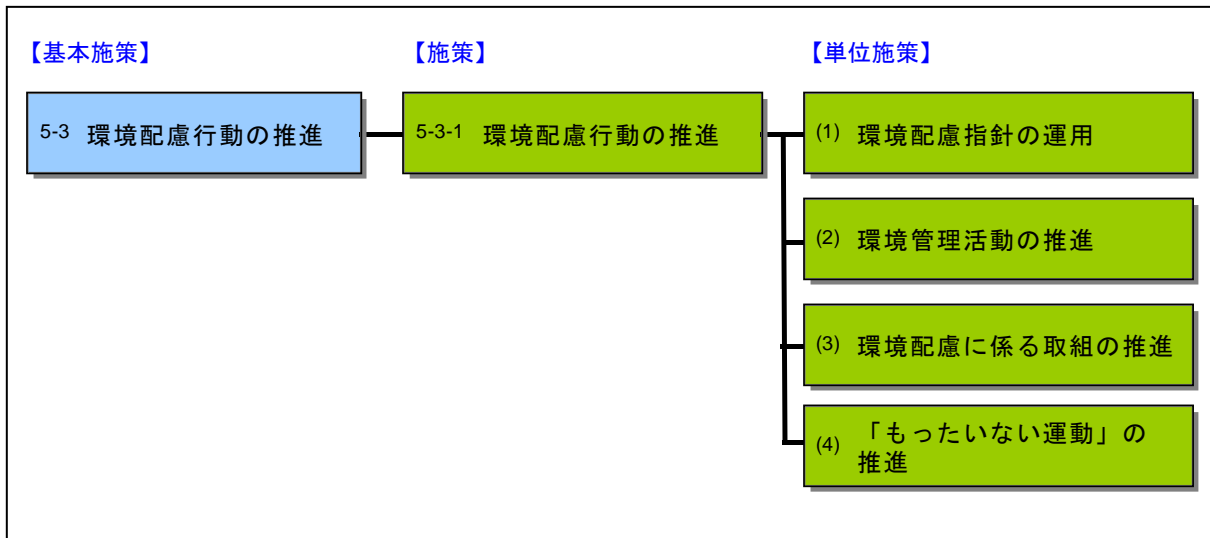 【基本施策】
【施策】
【単位施策】
5-3 環境配慮行動の推進
5-3-1 環境配慮行動の推進
(1) 環境配慮指針の運用
(2) 環境管理活動の推進
(3) 環境配慮に係る取組の推進
(4) 「もったいない運動」の
推進